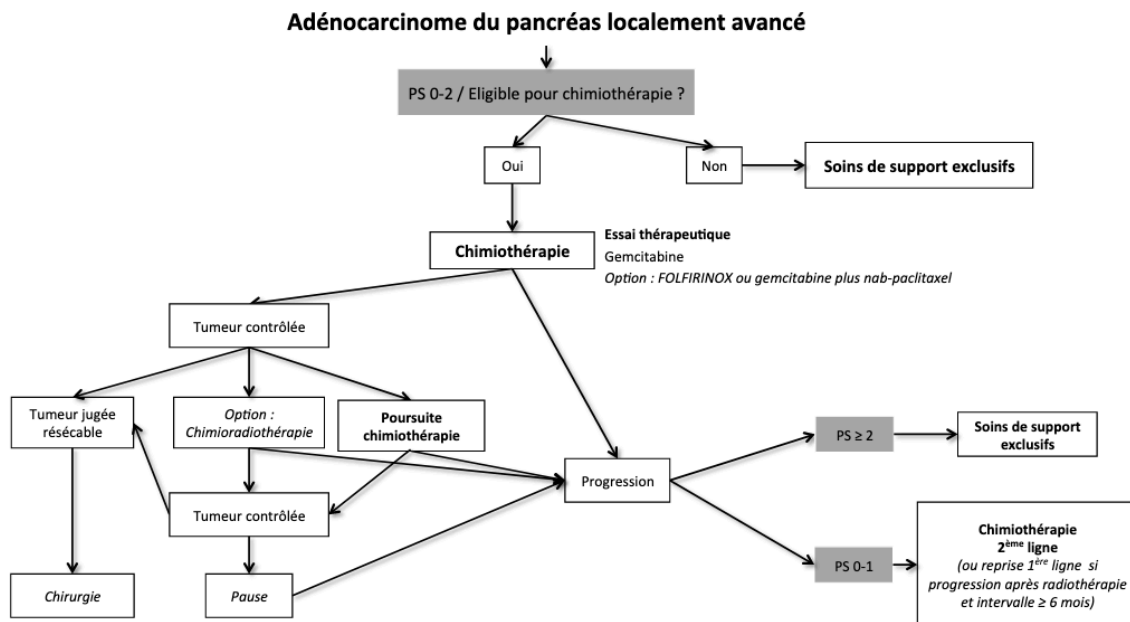 Adénocarcinome du pancréas localement avancé
PS 0-2 / Eligible pour chimiothérapie ?
Oui
Non
Soins de support exclusifs
Chimiothérapie
Essai thérapeutique
Gemcitabine
Option : FOLFIRINOX ou gemcitabine plus nab-paclitaxel
Tumeur contrôlée
Tumeur jugée
résécable
Option :
Chimioradiothérapie
Poursuite
chimiothérapie
PS ≥ 2
Soins de support
exclusifs
Progression
Tumeur contrôlée
Chimiothérapie
2ème ligne
(ou reprise 1ère ligne si
progression après radiothérapie
et intervalle ≥ 6 mois)
PS 0-1
Chirurgie
Pause